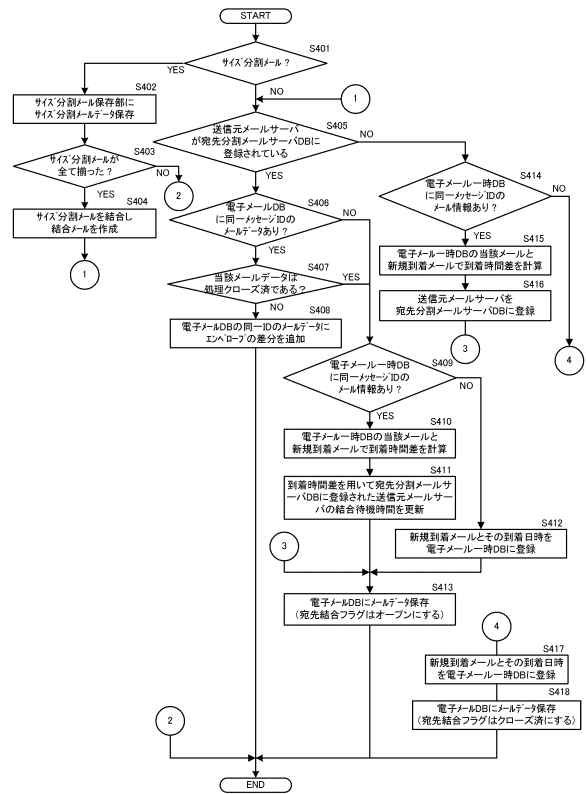 START
S401
サイズ分割メール？
YES
NO
S402
サイズ分割メール保存部に
サイズ分割メールデータ保存
1
S403
サイズ分割メールが
全て揃った？
NO
YES
2
S404
サイズ分割メールを結合し
結合メールを作成
1
S405
送信元メールサーバ
が宛先分割メールサーバDBに
登録されている
NO
YES
S406
電子メールDB
に同一メッセージIDの
メールデータあり？
NO
YES
S407
当該メールデータは
処理クローズ済である？
YES
NO
S408
電子メールDBの同一IDのメールデータに
エンベロープの差分を追加
S414
電子メール一時DB
に同一メッセージIDの
メール情報あり？
NO
YES
S415
電子メール一時DBの当該メールと
新規到着メールで到着時間差を計算
S416
送信元メールサーバを
宛先分割メールサーバDBに登録
3
4
S409
電子メール一時DB
に同一メッセージIDの
メール情報あり？
NO
YES
S410
電子メール一時DBの当該メールと
新規到着メールで到着時間差を計算
S411
到着時間差を用いて宛先分割メールサ
ーバDBに登録された送信元メールサー
バの結合待機時間を更新
S412
新規到着メールとその到着日時を
電子メール一時DBに登録
3
S413
電子メールDBにメールデータ保存
（宛先結合フラグはオープンにする）
4
S417
新規到着メールとその到着日時
を電子メール一時DBに登録
S418
電子メールDBにメールデータ保存
（宛先結合フラグはクローズ済にする）
2
END